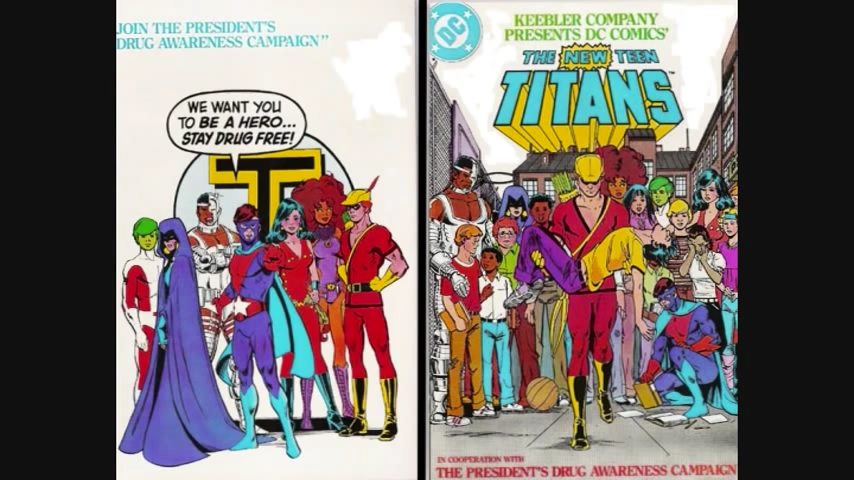 JOIN THE PRESIDENT'S
DRUG AWARENESS CAMPAIGN"
WE WANT YOU
TO BE A HERO...
STAY DRUG FREE!
T
DC
KEEBLER COMPANY
PRESENTS DC COMICS'
THE NEW TEEN
TITANS™
IN COOPERATION WITH
THE PRESIDENT'S DRUG AWARENESS CAMPAIGN